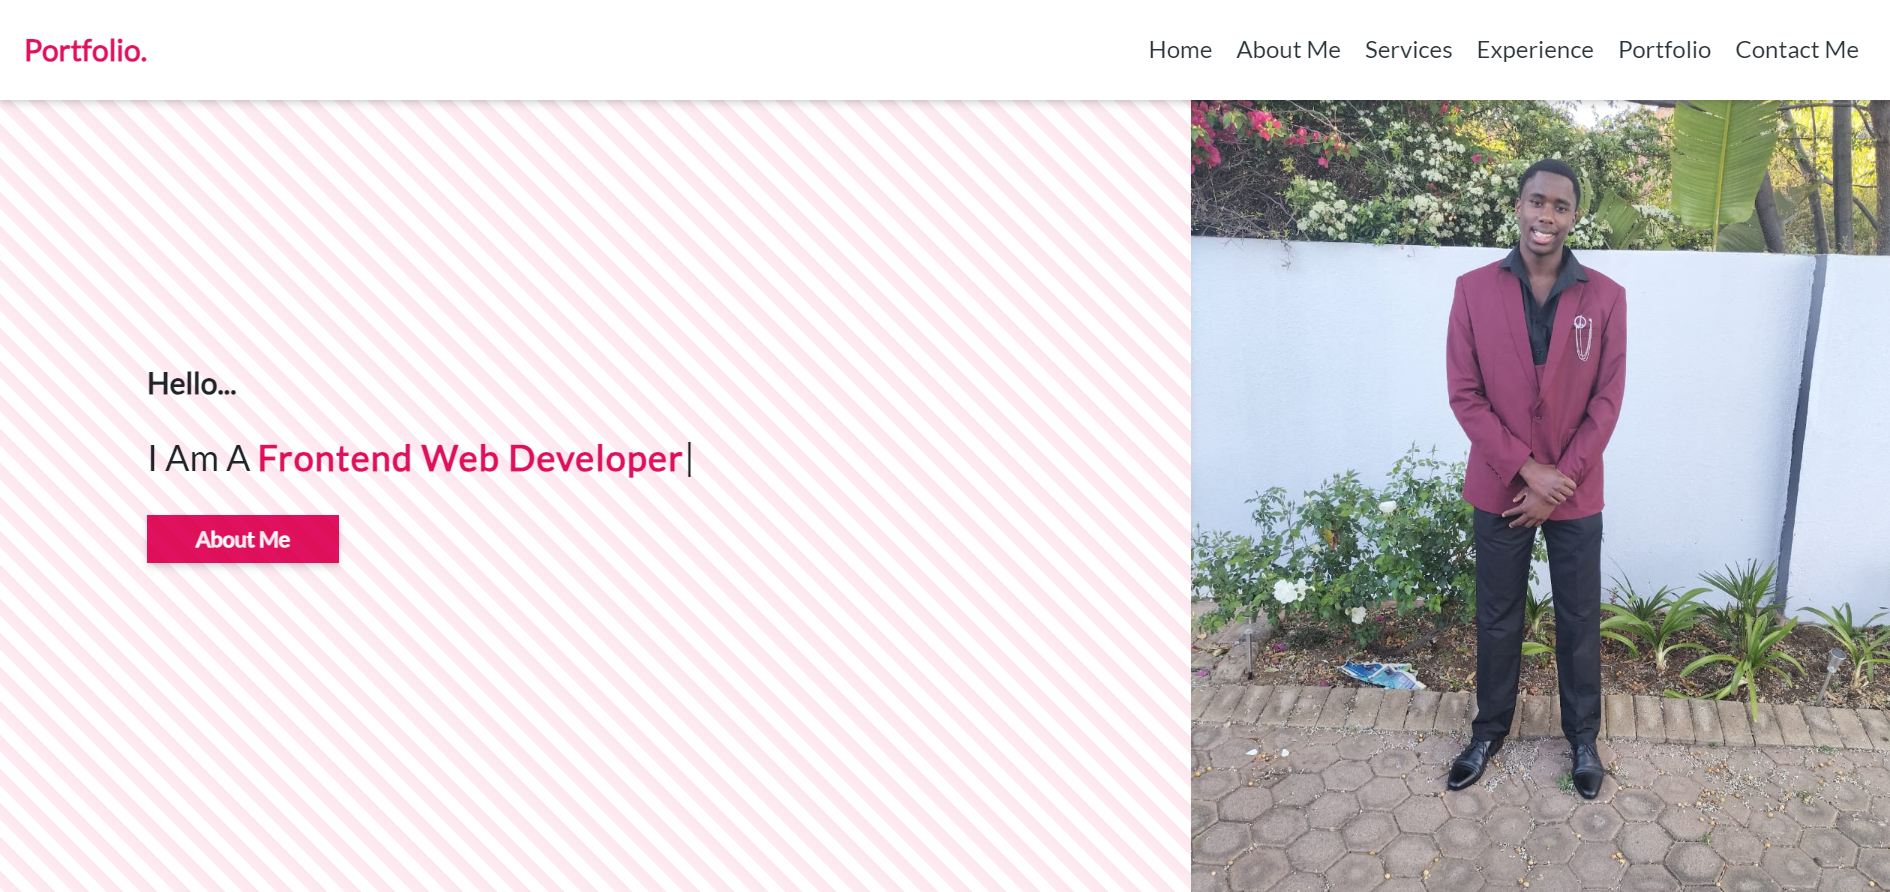 Portfolio.
Home About Me Services Experience Portfolio Contact Me
Hello...
I Am A Frontend Web Developer|
About Me